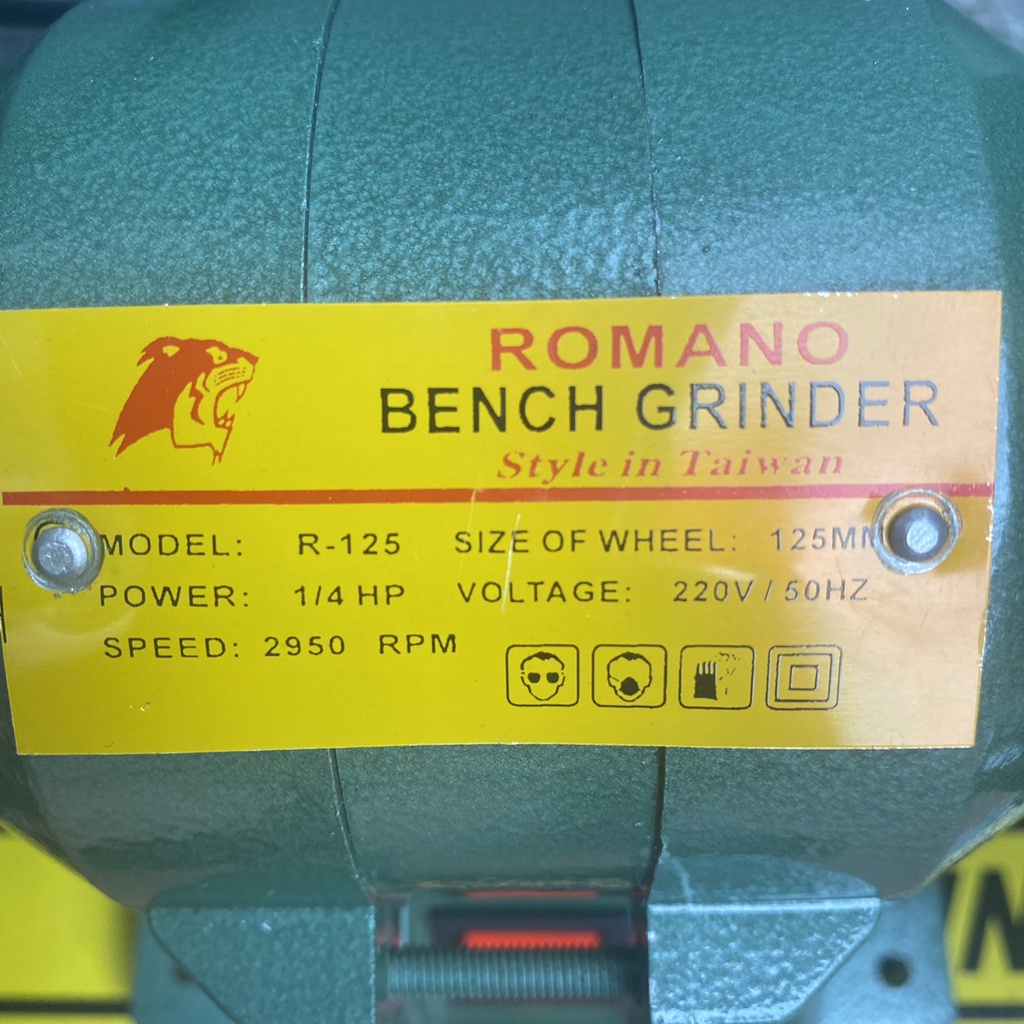 ROMANO
BENCH GRINDER
Style in Taiwan
MODEL: R-125 SIZE OF WHEEL: 125MM
POWER: 1/4 HP VOLTAGE: 220V / 50HZ
SPEED: 2950 RPM